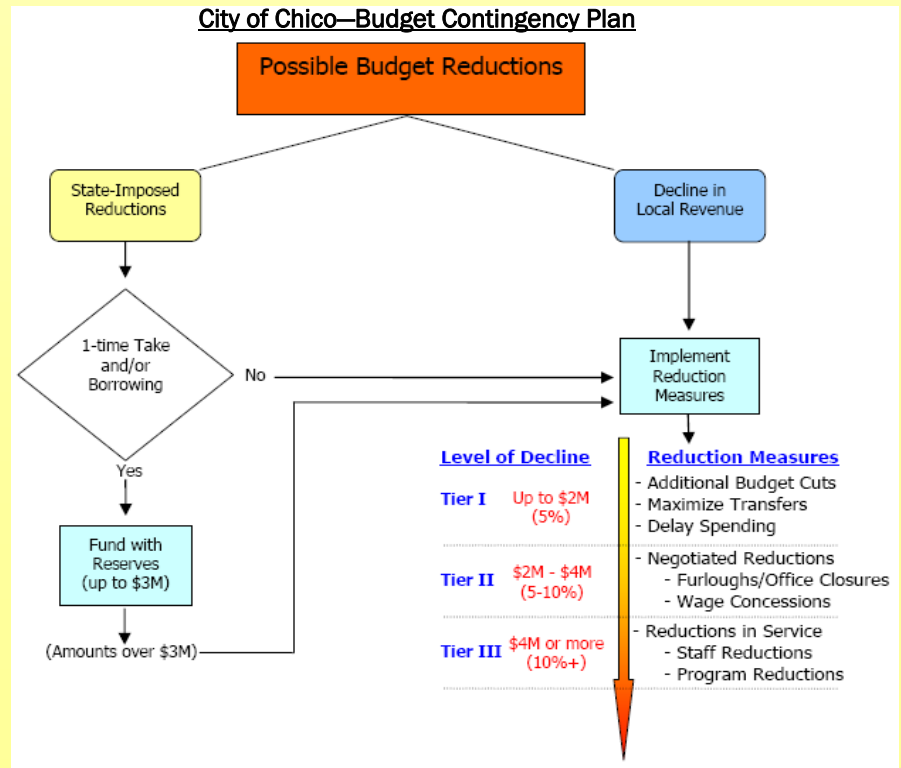 City of Chico—Budget Contingency Plan
Possible Budget Reductions
State-Imposed
Reductions
Decline in
Local Revenue
1-time Take
and/or
Borrowing
No
Implement
Reduction
Measures
Yes
Fund with
Reserves
(up to $3M)
(Amounts over $3M)
Level of Decline
Reduction Measures
Tier I
Up to $2M
(5%)
- Additional Budget Cuts
- Maximize Transfers
- Delay Spending
Tier II
$2M - $4M
(5-10%)
- Negotiated Reductions
- Furloughs/Office Closures
- Wage Concessions
Tier III
$4M or more
(10%+)
- Reductions in Service
- Staff Reductions
- Program Reductions